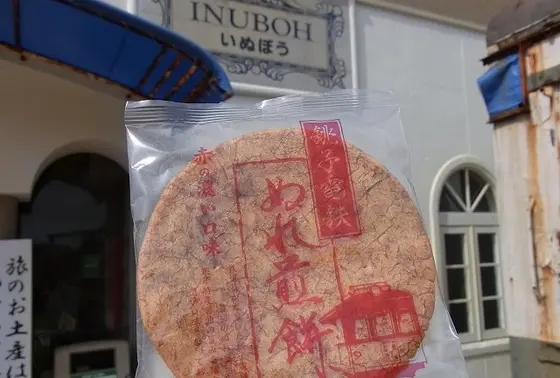 INUBOH
いぬぼう
銚子電鉄
赤の濃い口味
ぬれ煎餅
旅のお土産は